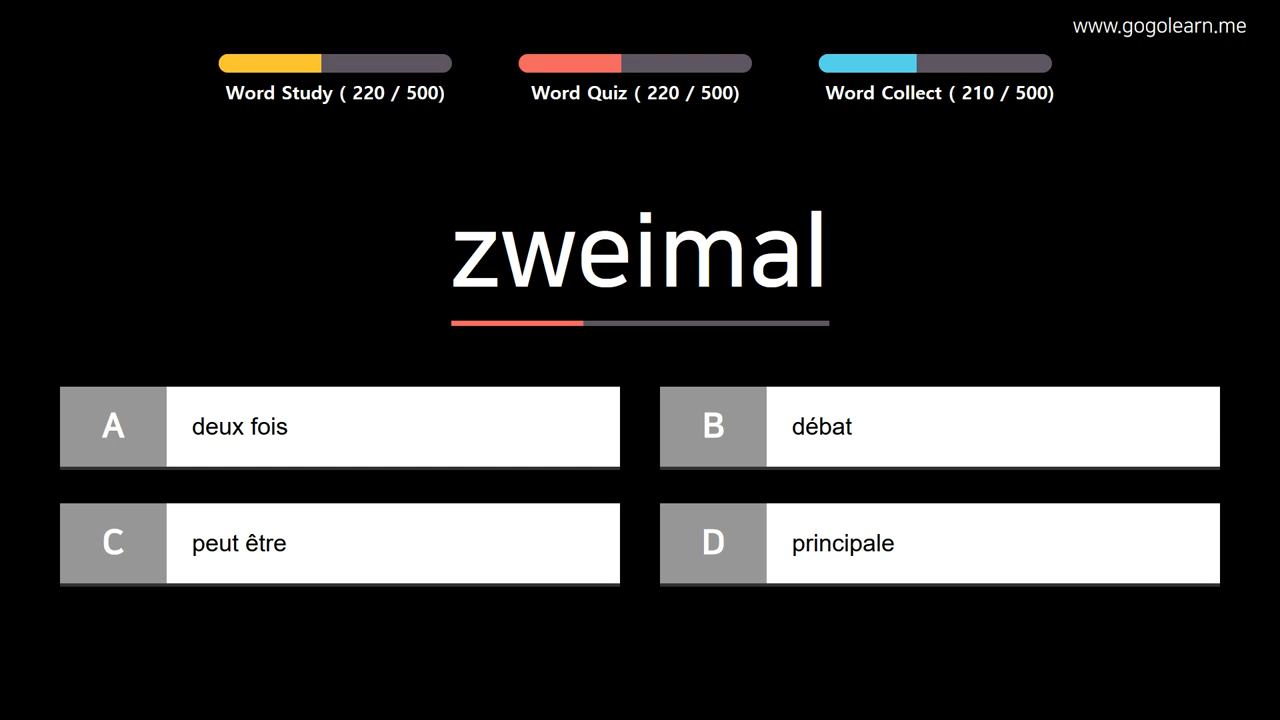 www.gogolearn.me
Word Study ( 220 / 500)
Word Quiz ( 220 / 500)
Word Collect ( 210 / 500)
zweimal
A
deux fois
B
débat
C
peut être
D
principale